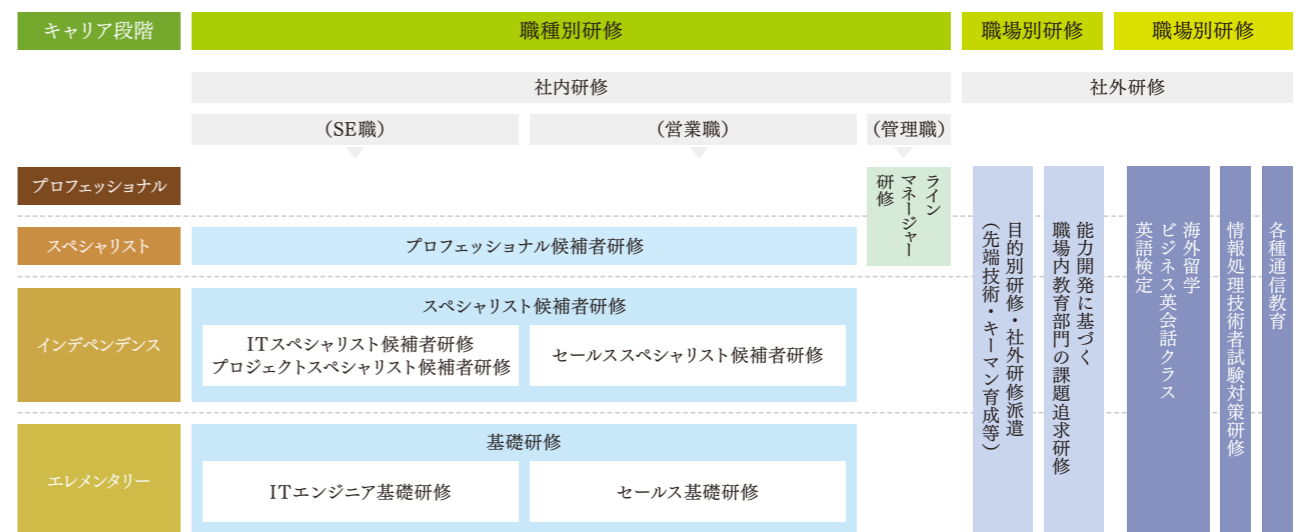 キャリア段階
職種別研修
職場別研修
職場別研修
社内研修
社外研修
（SE職）
（営業職）
（管理職）
プロフェッショナル
ライン
マネージャー
研修
スペシャリスト
プロフェッショナル候補者研修
インデペンデンス
スペシャリスト候補者研修
ITスペシャリスト候補者研修
プロジェクトスペシャリスト候補者研修
セールススペシャリスト候補者研修
エレメンタリー
基礎研修
ITエンジニア基礎研修
セールス基礎研修
目的別研修・社外研修派遣
（先端技術・キーマン育成等）
能力開発に基づく
職場内教育部門の課題追求研修
海外留学
ビジネス英会話クラス
英語検定
情報処理技術者試験対策研修
各種通信教育